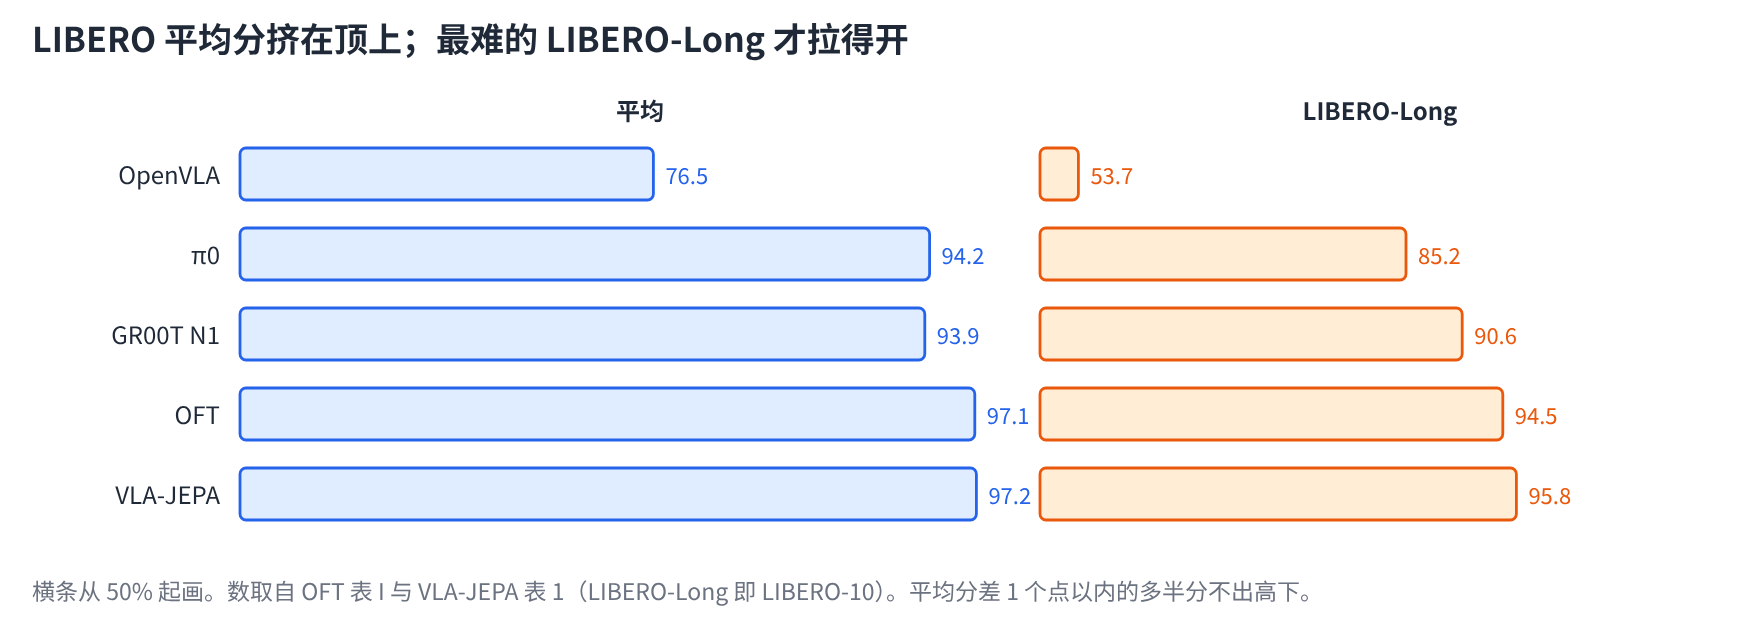 LIBERO 平均分挤在顶上；最难的 LIBERO-Long 才拉得开
平均
LIBERO-Long
OpenVLA 76.5 53.7
π0 94.2 85.2
GR00T N1 93.9 90.6
OFT 97.1 94.5
VLA-JEPA 97.2 95.8
横条从 50% 起画。数取自 OFT 表 I 与 VLA-JEPA 表 1（LIBERO-Long 即 LIBERO-10）。平均分差 1 个点以内的多半分不出高下。